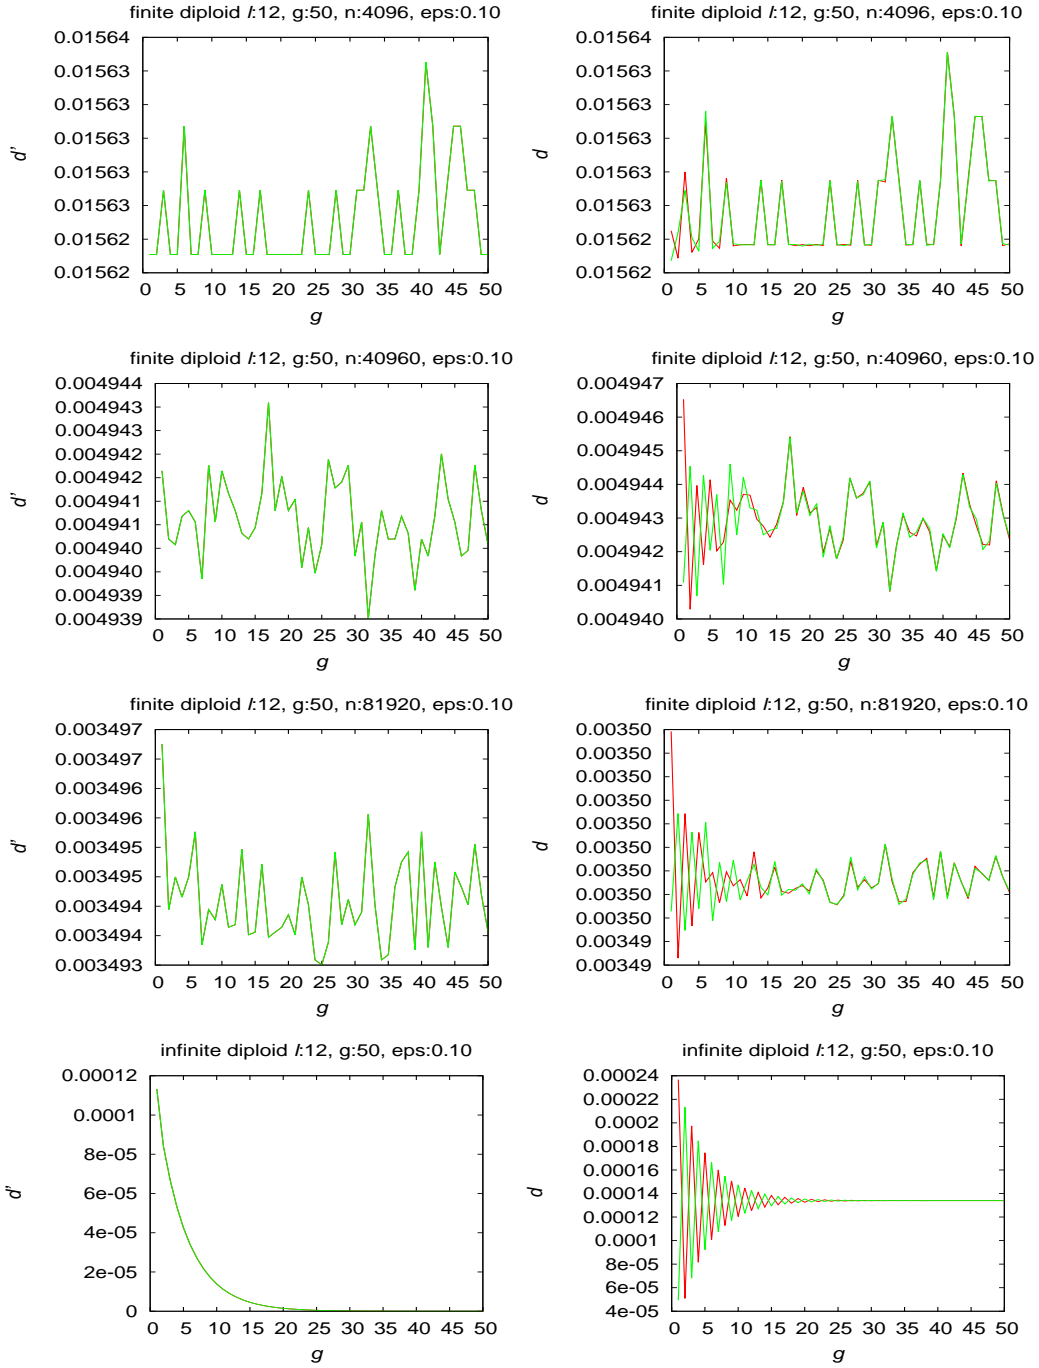 finite diploid l:12, g:50, n:4096, eps:0.10
0.01564
0.01563
0.01563
0.01563
0.01563
0.01563
0.01562
0.01562
0 5 10 15 20 25 30 35 40 45 50
d'
g
finite diploid l:12, g:50, n:4096, eps:0.10
0.01564
0.01563
0.01563
0.01563
0.01563
0.01563
0.01562
0.01562
0 5 10 15 20 25 30 35 40 45 50
d
g
finite diploid l:12, g:50, n:40960, eps:0.10
0.004944
0.004943
0.004942
0.004942
0.004941
0.004941
0.004940
0.004940
0.004939
0.004939
0 5 10 15 20 25 30 35 40 45 50
d'
g
finite diploid l:12, g:50, n:40960, eps:0.10
0.004947
0.004946
0.004945
0.004944
0.004943
0.004942
0.004941
0.004940
0 5 10 15 20 25 30 35 40 45 50
d
g
finite diploid l:12, g:50, n:81920, eps:0.10
0.003497
0.003497
0.003496
0.003496
0.003495
0.003495
0.003494
0.003494
0.003493
0 5 10 15 20 25 30 35 40 45 50
d'
g
finite diploid l:12, g:50, n:81920, eps:0.10
0.00350
0.00350
0.00350
0.00350
0.00350
0.00350
0.00350
0.00350
0.00350
0.00349
0.00349
0 5 10 15 20 25 30 35 40 45 50
d
g
infinite diploid l:12, g:50, eps:0.10
0.00012
0.0001
8e-05
6e-05
4e-05
2e-05
0
0 5 10 15 20 25 30 35 40 45 50
d'
g
infinite diploid l:12, g:50, eps:0.10
0.00024
0.00022
0.0002
0.00018
0.00016
0.00014
0.00012
0.0001
8e-05
6e-05
4e-05
0 5 10 15 20 25 30 35 40 45 50
d
g